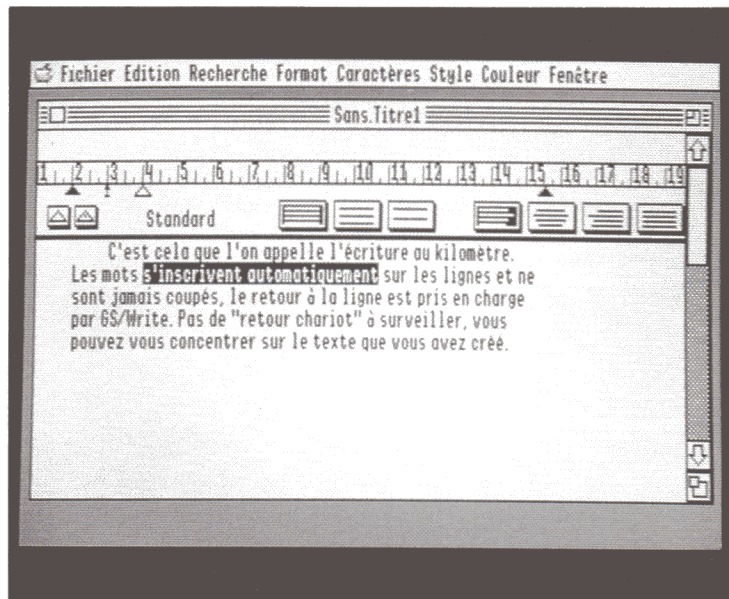 Fichier Edition Recherche Format Caractères Style Couleur Fenêtre
Sans.Titre1
1 2 3 4 5 6 7 8 9 10 11 12 13 14 15 16 17 18 19
Standard
C'est cela que l'on appelle l'écriture au kilomètre.
Les mots s'inscrivent automatiquement sur les lignes et ne
sont jamais coupés, le retour à la ligne est pris en charge
par GS/Write. Pas de "retour chariot" à surveiller, vous
pouvez vous concentrer sur le texte que vous avez créé.